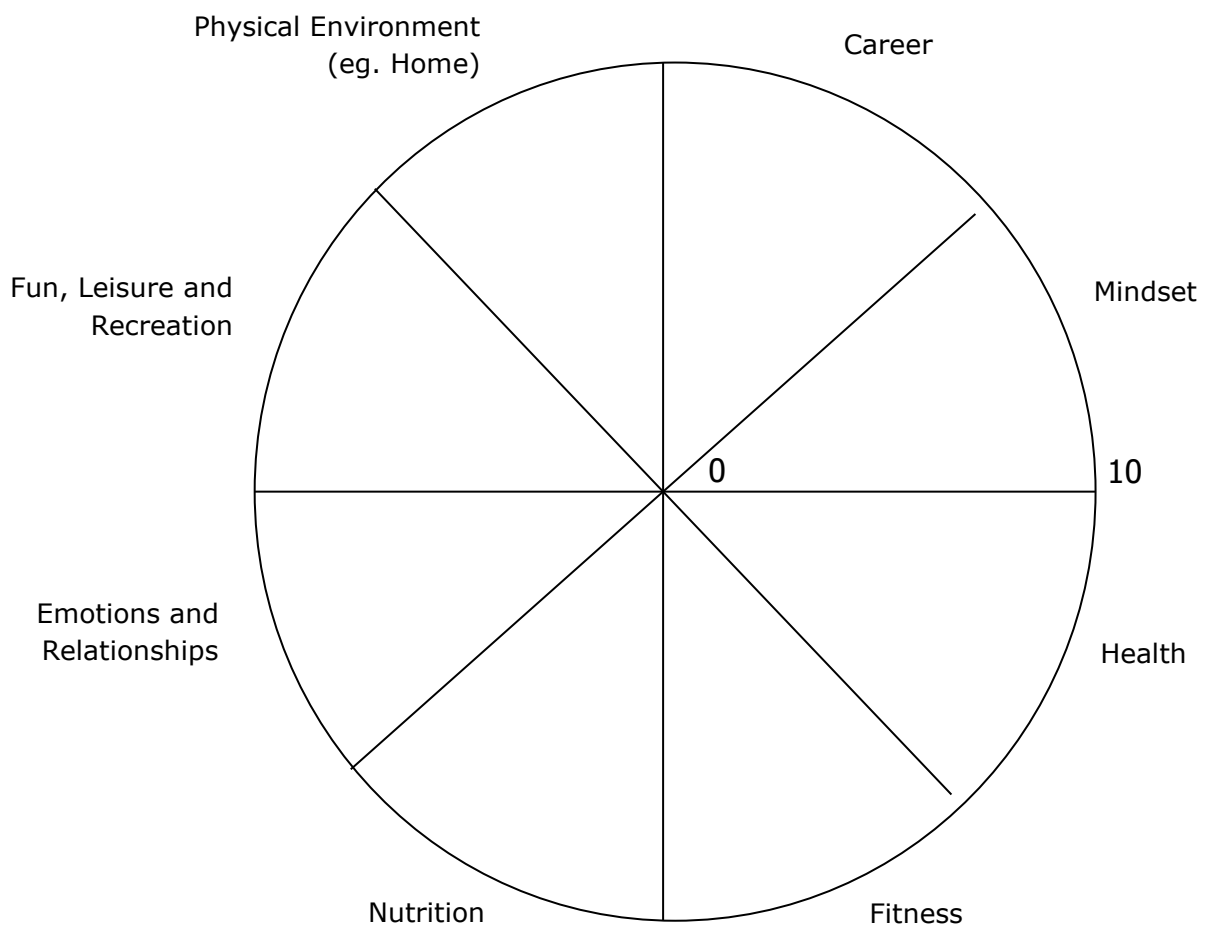 Physical Environment
(eg. Home)
Career
Fun, Leisure and
Recreation
Mindset
0
10
Emotions and
Relationships
Health
Nutrition
Fitness